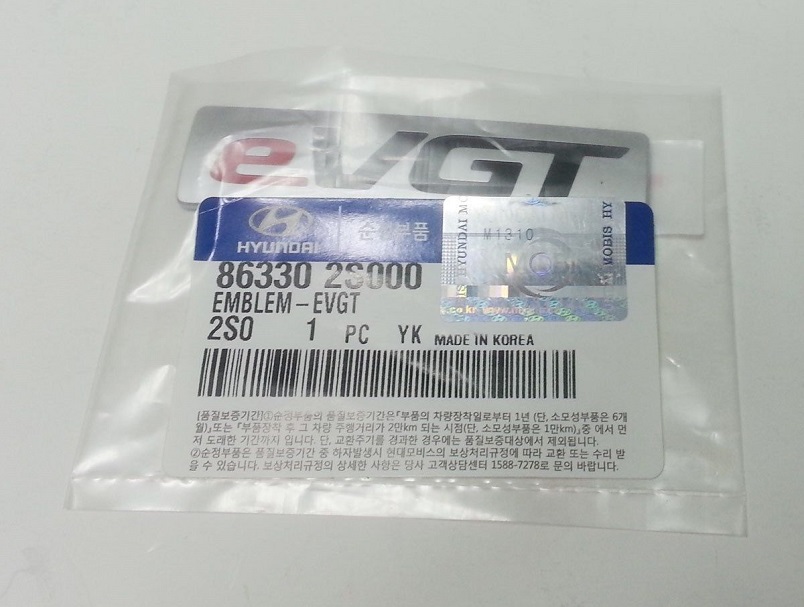 eVGT
HYUNDAI
순정부품
M1310
MOBIS HY
86330 2S000
EMBLEM-EVGT
2S0 1 PC YK MADE IN KOREA
[품질보증기간]①순정부품의 품질보증기간은「부품의 차량장착일로부터 1년 (단, 소모성부품은 6개
월)」또는 「부품장착 후 그 차량 주행거리가 2만km 되는 시점(단, 소모성부품은 1만km)」중 에서 먼
저 도래한 기간까지 입니다. 단, 교환주기를 경과한 경우에는 품질보증대상에서 제외됩니다.
②순정부품은 품질보증기간 중 하자발생시 현대모비스의 보상처리규정에 따라 교환 또는 수리 받
을 수 있습니다. 보상처리규정의 상세한 사항은 당사 고객상담센터 1588-7278로 문의 바랍니다.